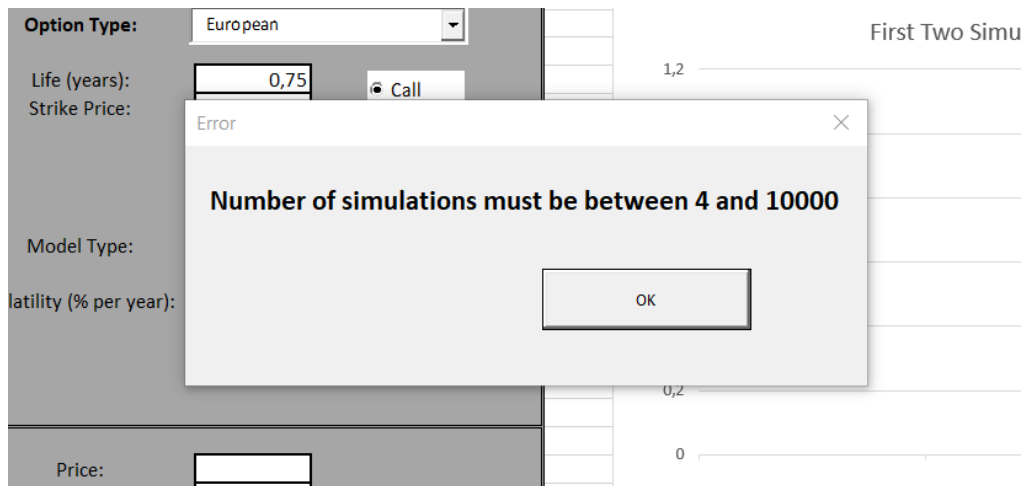 Option Type:
European
First Two Simu
Life (years):
0,75
Call
1,2
Strike Price:
Error
Number of simulations must be between 4 and 10000
Model Type:
OK
latility (% per year):
0,2
0
Price: